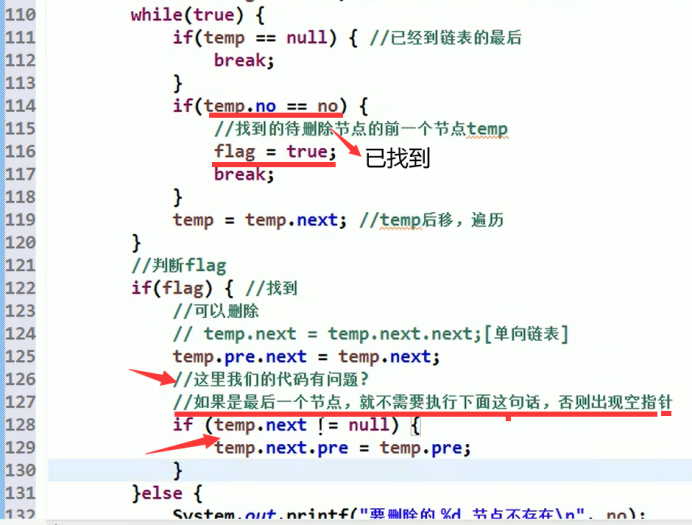 110 while(true) {
111 if(temp == null) { //已经到链表的最后
112 break;
113 }
114 if(temp.no == no) {
115 //找到的待删除节点的前一个节点temp
116 flag = true; 已找到
117 break;
118 }
119 temp = temp.next; //temp后移，遍历
120 }
121 //判断flag
122 if(flag) { //找到
123 //可以删除
124 // temp.next = temp.next.next;[单向链表]
125 temp.pre.next = temp.next;
126 //这里我们的代码有问题?
127 //如果是最后一个节点，就不需要执行下面这句话，否则出现空指针
128 if (temp.next != null) {
129 temp.next.pre = temp.pre;
130 }
131 }else {
132 System.out.printf("要删除的 %d 节点不存在\n", no);